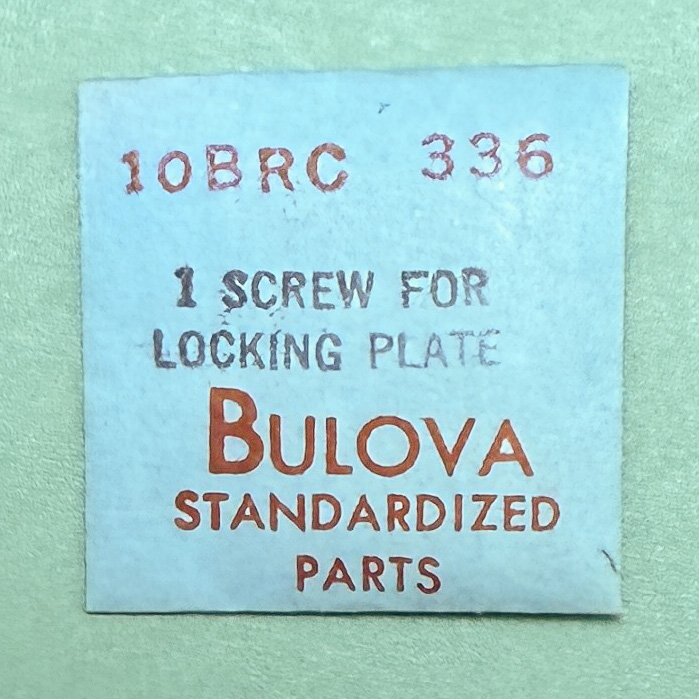 10BRC 336
1 SCREW FOR
LOCKING PLATE
BULOVA
STANDARDIZED
PARTS